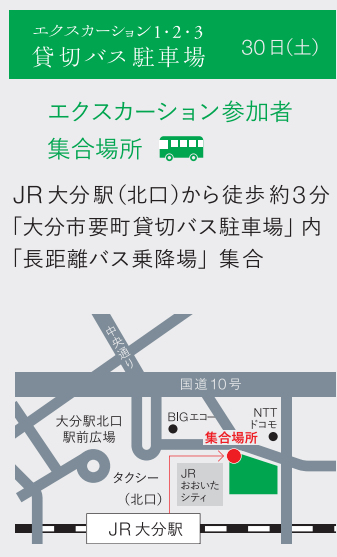 エクスカーション1・2・3
貸切バス駐車場
30日(土)
エクスカーション参加者
集合場所
JR大分駅(北口)から徒歩約3分
「大分市要町貸切バス駐車場」内
「長距離バス乗降場」集合
中央通り
国道10号
大分駅北口
駅前広場
BIGエコー
NTT
ドコモ
集合場所
タクシー
(北口)
JR
おおいた
シティ
JR大分駅